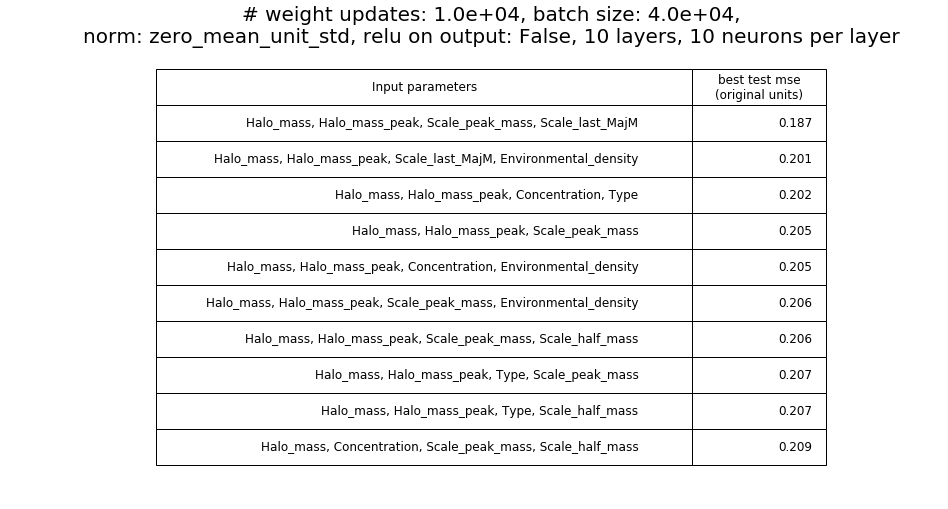 # weight updates: 1.0e+04, batch size: 4.0e+04,
norm: zero_mean_unit_std, relu on output: False, 10 layers, 10 neurons per layer
Input parameters best test mse
(original units)
Halo_mass, Halo_mass_peak, Scale_peak_mass, Scale_last_MajM 0.187
Halo_mass, Halo_mass_peak, Scale_last_MajM, Environmental_density 0.201
Halo_mass, Halo_mass_peak, Concentration, Type 0.202
Halo_mass, Halo_mass_peak, Scale_peak_mass 0.205
Halo_mass, Halo_mass_peak, Concentration, Environmental_density 0.205
Halo_mass, Halo_mass_peak, Scale_peak_mass, Environmental_density 0.206
Halo_mass, Halo_mass_peak, Scale_peak_mass, Scale_half_mass 0.206
Halo_mass, Halo_mass_peak, Type, Scale_peak_mass 0.207
Halo_mass, Halo_mass_peak, Type, Scale_half_mass 0.207
Halo_mass, Concentration, Scale_peak_mass, Scale_half_mass 0.209